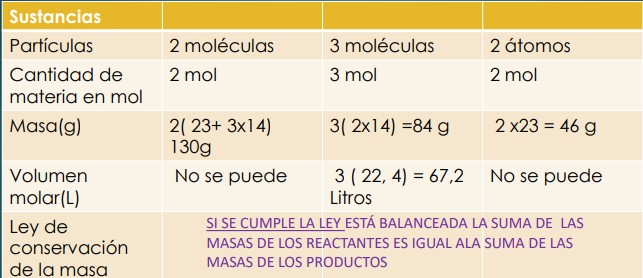 Sustancias
Partículas 2 moléculas 3 moléculas 2 átomos
Cantidad de materia en mol 2 mol 3 mol 2 mol
Masa(g) 2( 23+ 3x14) 130g 3( 2x14) =84 g 2 x23 = 46 g
Volumen molar(L) No se puede 3 ( 22, 4) = 67,2 Litros No se puede
Ley de conservación de la masa
SI SE CUMPLE LA LEY ESTÁ BALANCEADA LA SUMA DE LAS
MASAS DE LOS REACTANTES ES IGUAL ALA SUMA DE LAS
MASAS DE LOS PRODUCTOS